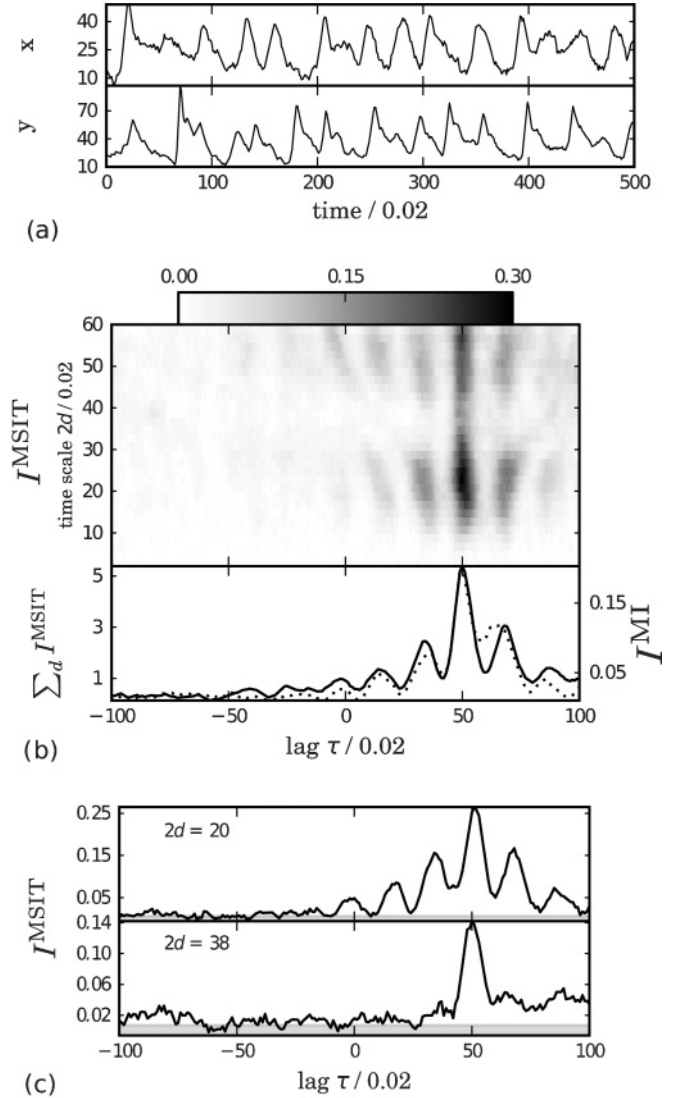 x
40
25
10
y
70
40
10
0 100 200 300 400 500
time / 0.02
(a)
0.00 0.15 0.30
I^MSIT
time scale 2d / 0.02
60
50
40
30
20
10
∑_d I^MSIT
5
3
1
I^MI
0.15
0.05
−100 −50 0 50 100
lag τ / 0.02
(b)
I^MSIT
0.25
0.15
0.05
2d = 20
0.14
0.10
0.06
0.02
2d = 38
−100 −50 0 50 100
lag τ / 0.02
(c)